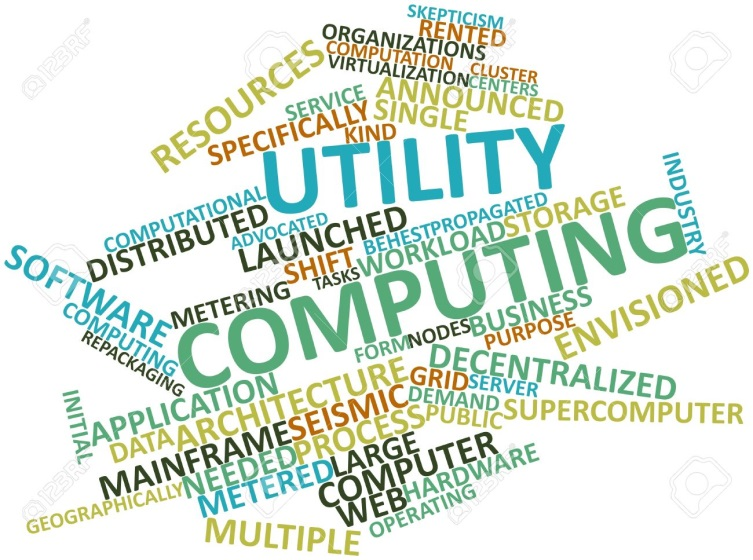 SKEPTICISM
RENTED
ORGANIZATIONS
COMPUTATION
CLUSTER
VIRTUALIZATION
CENTERS
RESOURCES
ANNOUNCED
SERVICE
SINGLE
SPECIFICALLY
KIND
UTILITY
INDUSTRY
COMPUTATIONAL
DISTRIBUTED
ADVOCATED
LAUNCHED
BEHESTPROPAGATED
STORAGE
SHIFT
WORKLOAD
TASKS
SOFTWARE
METERING
COMPUTING
COMPUTING
REPACKAGING
BUSINESS
ENVISIONED
FORM
NODES
PURPOSE
DECENTRALIZED
INITIAL
APPLICATION
ARCHITECTURE
GRID
SERVER
DATA
SEISMIC
DEMAND
PUBLIC
SUPERCOMPUTER
MAINFRAME
PROCESS
NEEDED
LARGE
METERED
COMPUTER
HARDWARE
GEOGRAPHICALLY
WEB
OPERATING
MULTIPLE
123RF